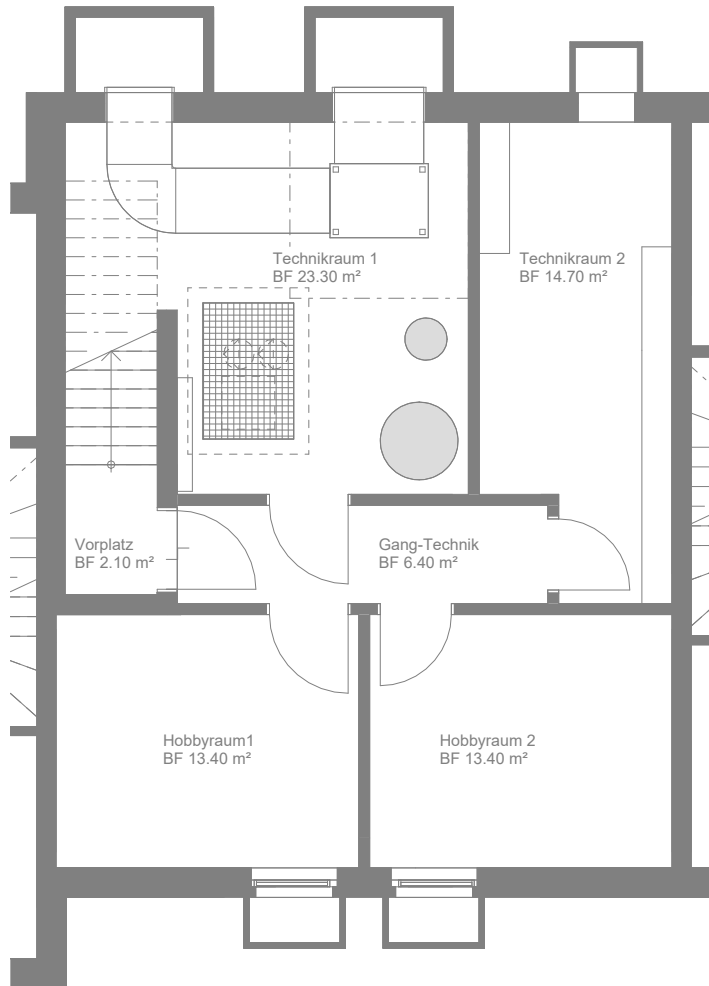 Technikraum 1
BF 23.30 m²
Technikraum 2
BF 14.70 m²
Vorplatz
BF 2.10 m²
Gang-Technik
BF 6.40 m²
Hobbyraum1
BF 13.40 m²
Hobbyraum 2
BF 13.40 m²